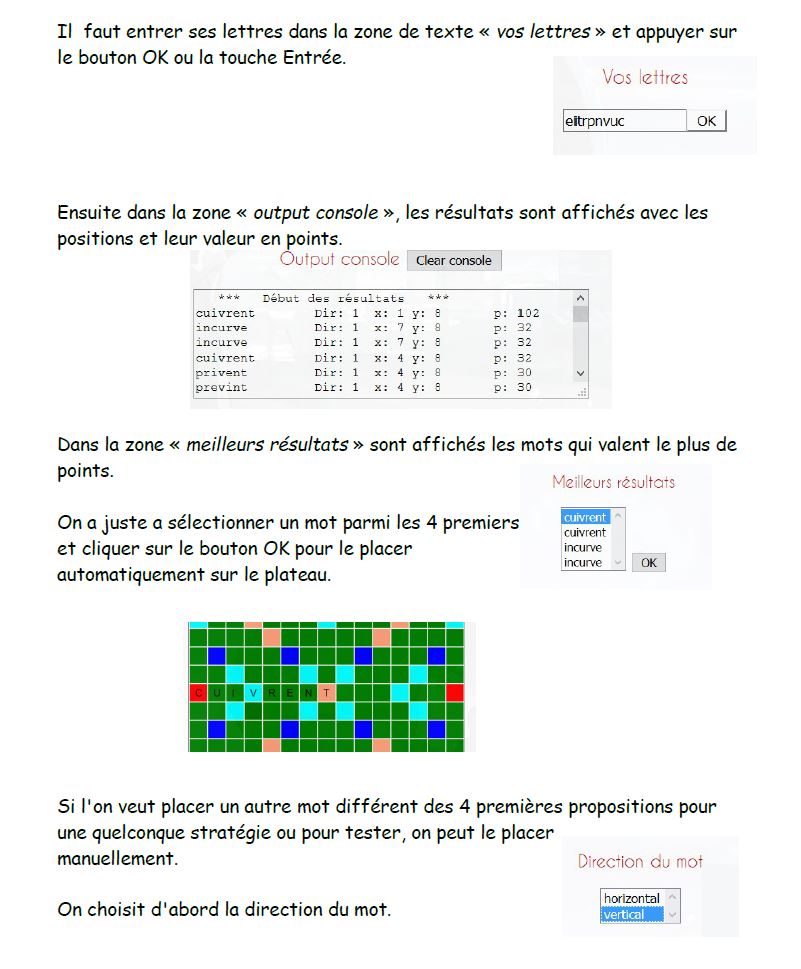 Il faut entrer ses lettres dans la zone de texte « vos lettres » et appuyer sur
le bouton OK ou la touche Entrée.
Vos lettres
elitrpnvuc OK
Ensuite dans la zone « output console », les résultats sont affichés avec les
positions et leur valeur en points.
Output console Clear console
*** Début des résultats ***
cuivrent Dir: 1 x: 1 y: 8 p: 102
incurve Dir: 1 x: 7 y: 8 p: 32
incurve Dir: 1 x: 7 y: 8 p: 32
cuivrent Dir: 1 x: 4 y: 8 p: 32
privent Dir: 1 x: 4 y: 8 p: 30
prevint Dir: 1 x: 4 y: 8 p: 30
Dans la zone « meilleurs résultats » sont affichés les mots qui valent le plus de
points.
Meilleurs résultats
On a juste a sélectionner un mot parmi les 4 premiers
et cliquer sur le bouton OK pour le placer
automatiquement sur le plateau.
cuivrent
cuivrent
incurve
incurve OK
C U I V R E N T
Si l'on veut placer un autre mot différent des 4 premières propositions pour
une quelconque stratégie ou pour tester, on peut le placer
manuellement.
Direction du mot
horizontal
vertical
On choisit d'abord la direction du mot.